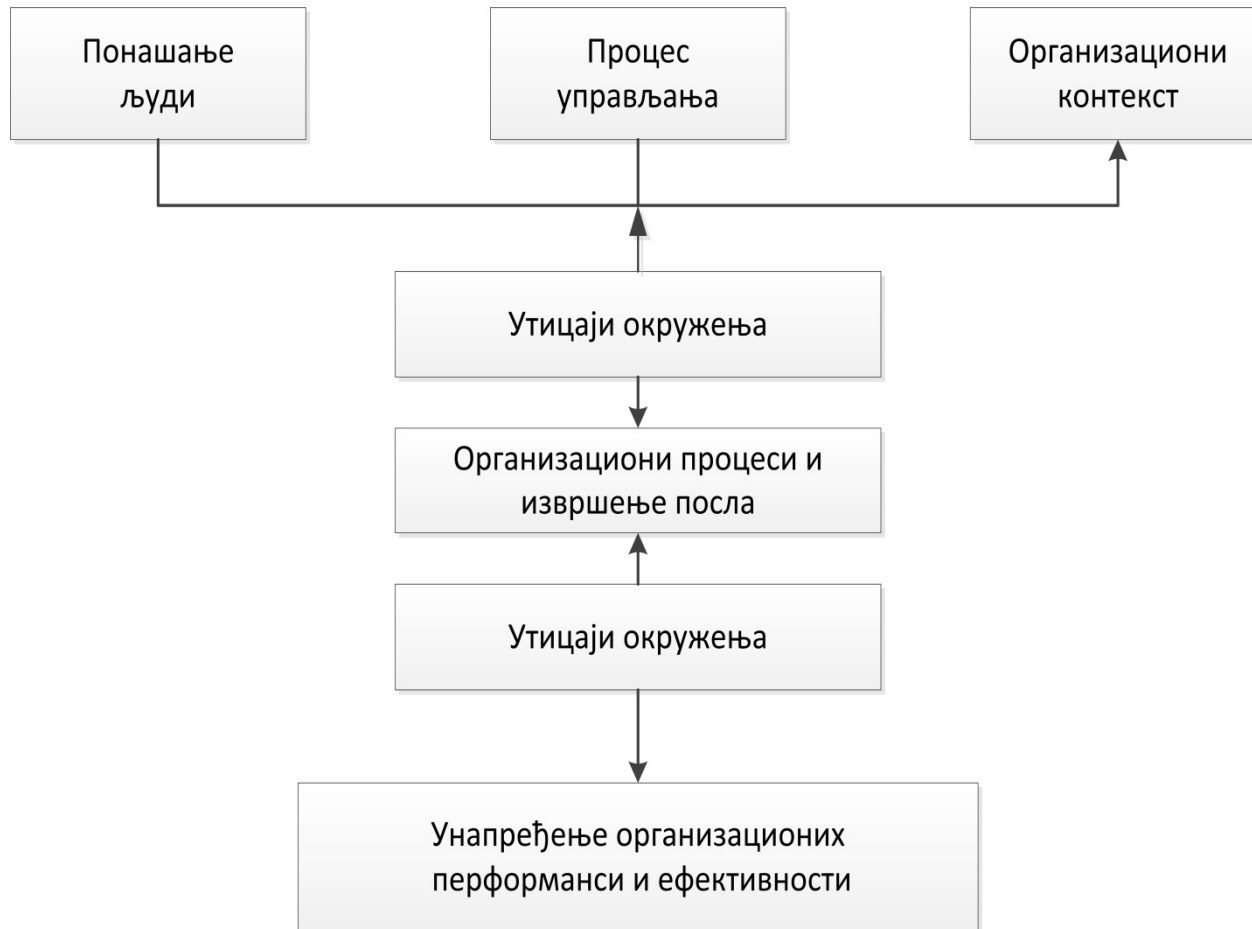 Понашање
људи
Процес
управљања
Организациони
контекст
Утицаји окружења
Организациони процеси и
извршење посла
Утицаји окружења
Унапређење организационих
перформанси и ефективности